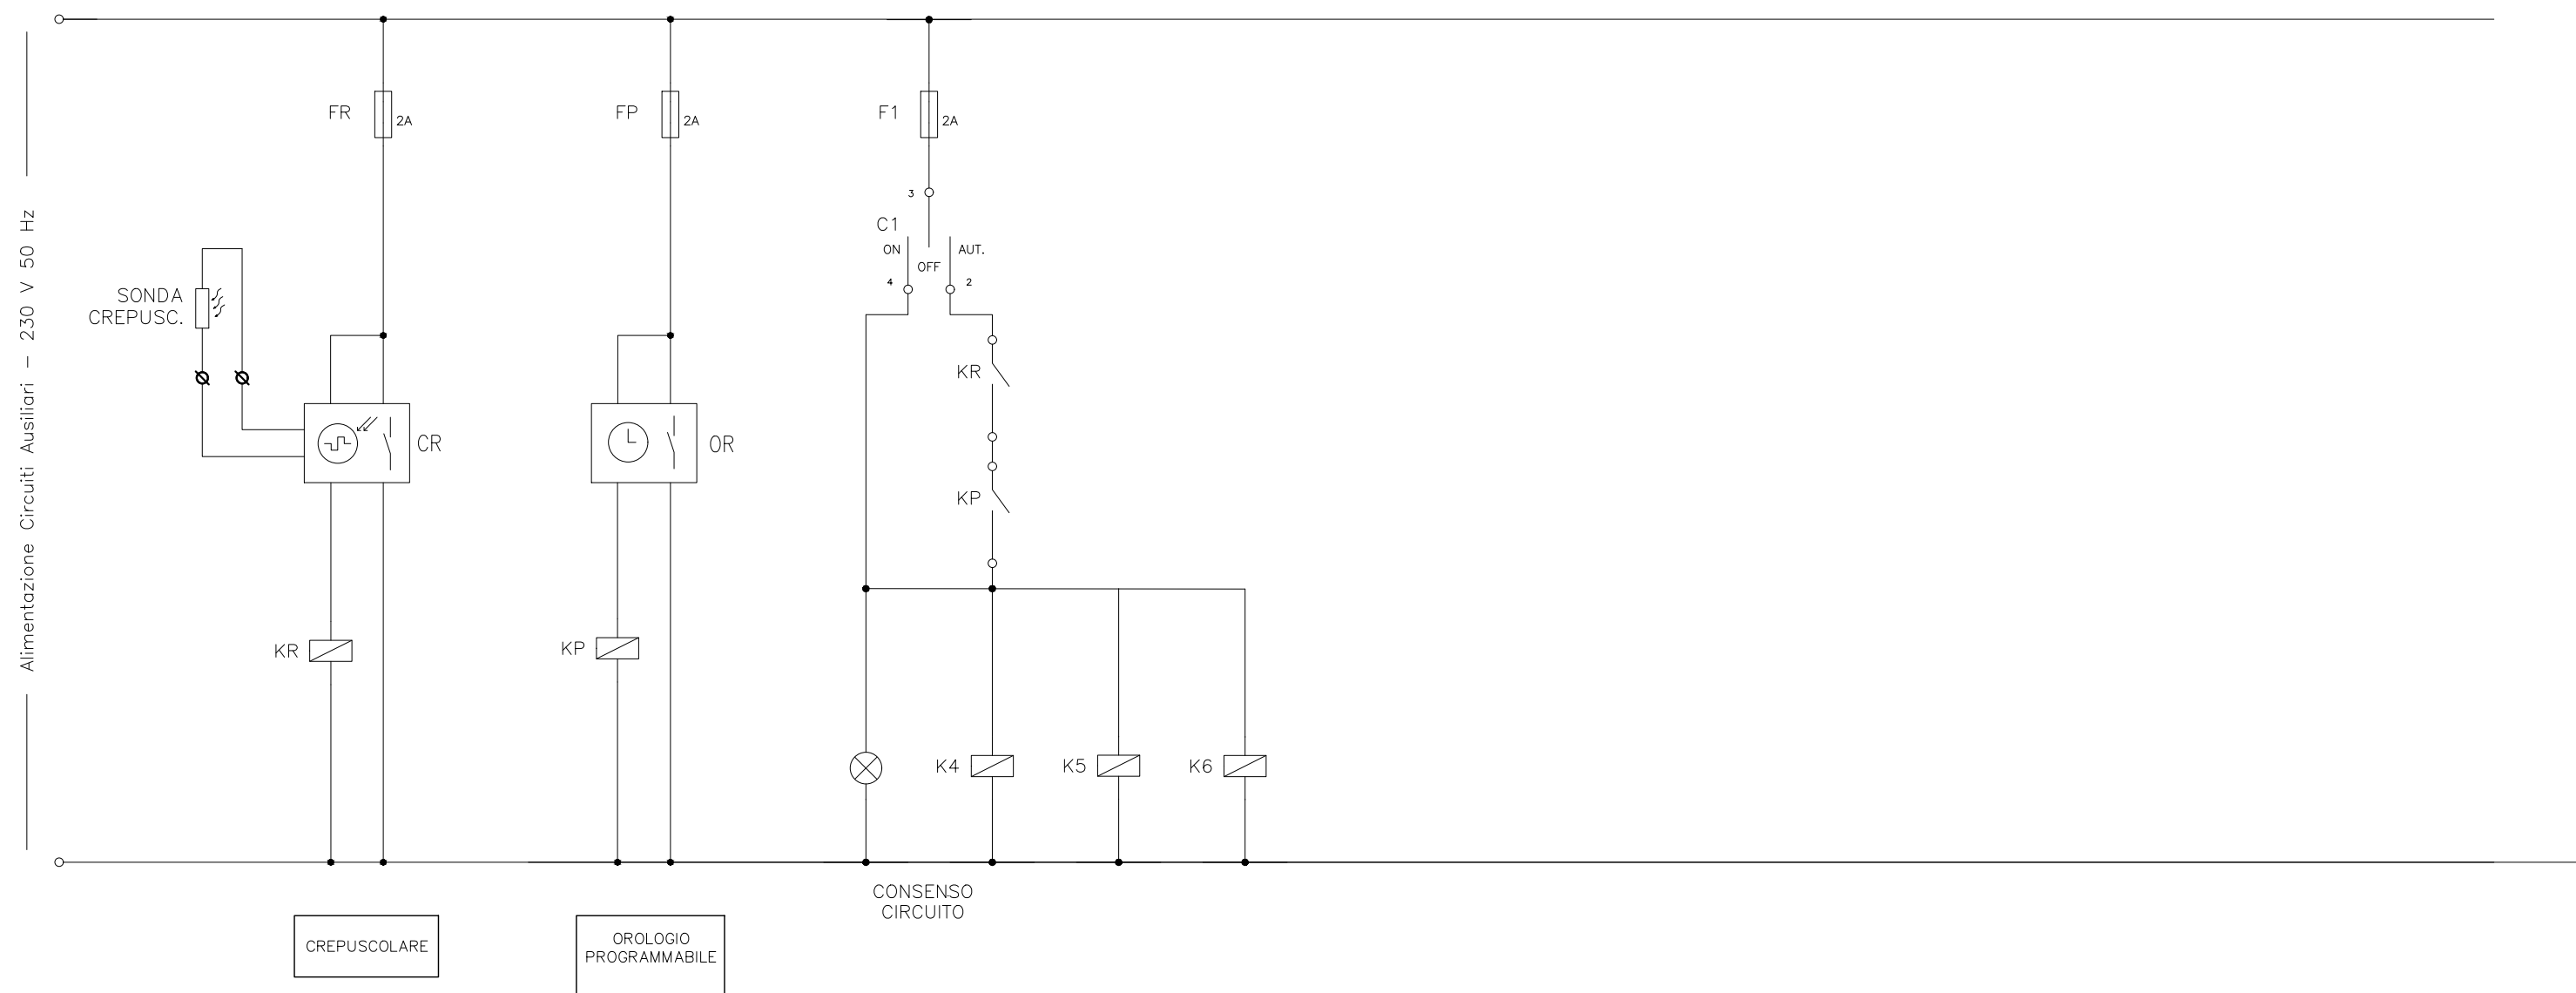 Alimentazione Circuiti Ausiliari - 230 V 50 Hz
FR
2A
FP
2A
F1
2A
3
C1
ON
AUT.
OFF
4
2
SONDA
CREPUSC.
KR
CR
OR
KP
KR
KP
K4
K5
K6
CONSENSO
CIRCUITO
CREPUSCOLARE
OROLOGIO
PROGRAMMABILE